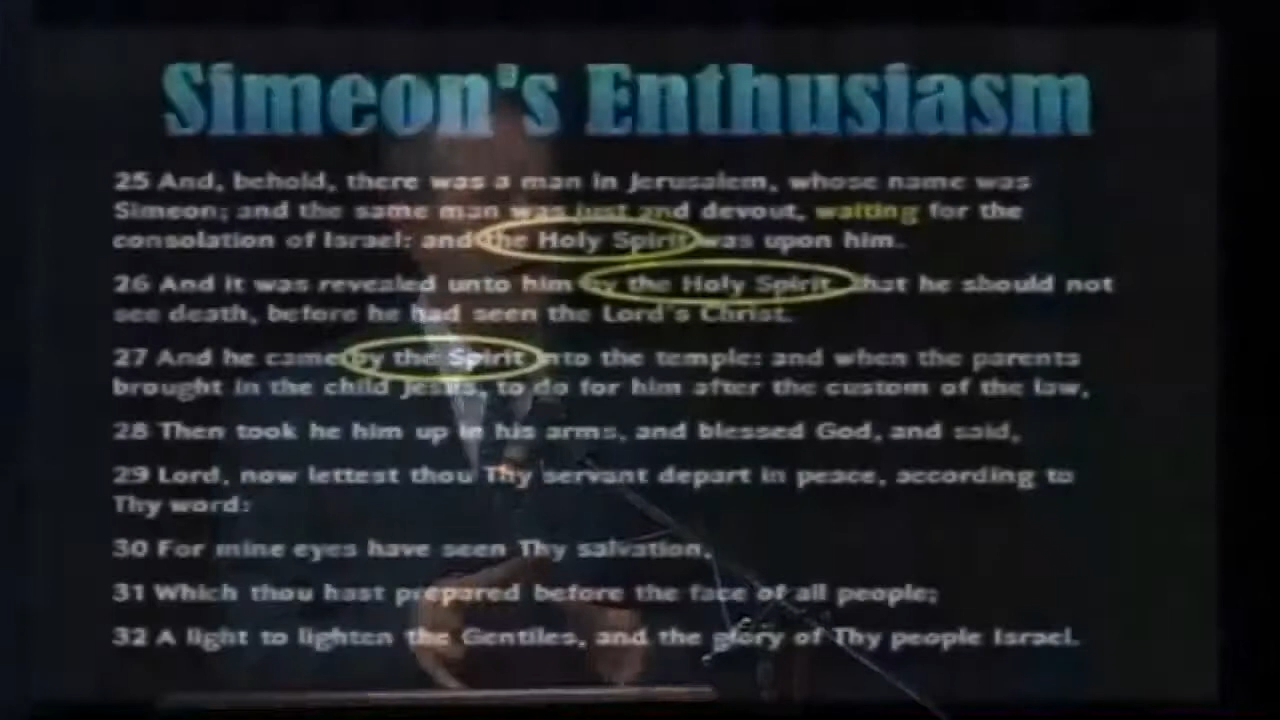 Simeon's Enthusiasm
25 And, behold, there was a man in Jerusalem, whose name was
Simeon; and the same man was just and devout, waiting for the
consolation of Israel: and the Holy Spirit was upon him.
26 And it was revealed unto him by the Holy Spirit that he should not
see death, before he had seen the Lord's Christ.
27 And he came by the Spirit into the temple: and when the parents
brought in the child Jesus, to do for him after the custom of the law,
28 Then took he him up in his arms, and blessed God, and said,
29 Lord, now lettest thou Thy servant depart in peace, according to
Thy word:
30 For mine eyes have seen Thy salvation,
31 Which thou hast prepared before the face of all people;
32 A light to lighten the Gentiles, and the glory of Thy people Israel.